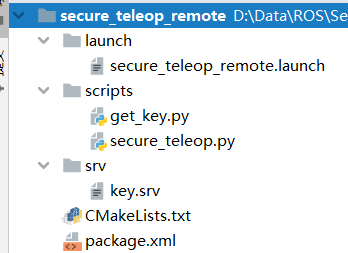 secure_teleop_remote D:\Data\ROS\Se
launch
secure_teleop_remote.launch
scripts
get_key.py
secure_teleop.py
srv
key.srv
CMakeLists.txt
package.xml